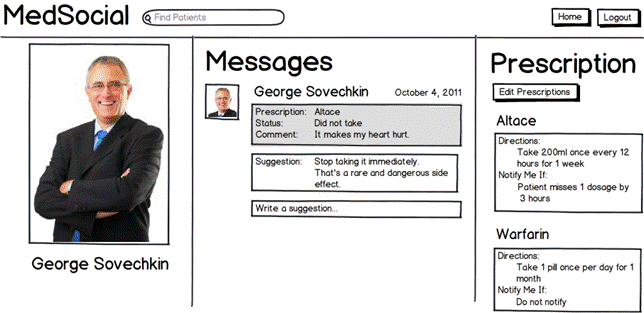 MedSocial
Find Patients
Home
Logout
George Sovechkin
Messages
George Sovechkin
October 4, 2011
Prescription: Altace
Status: Did not take
Comment: It makes my heart hurt.
Suggestion: Stop taking it immediately.
That's a rare and dangerous side
effect.
Write a suggestion...
Prescription
Edit Prescriptions
Altace
Directions:
Take 200ml once every 12
hours for 1 week
Notify Me If:
Patient misses 1 dosage by
3 hours
Warfarin
Directions:
Take 1 pill once per day for 1
month
Notify Me If:
Do not notify